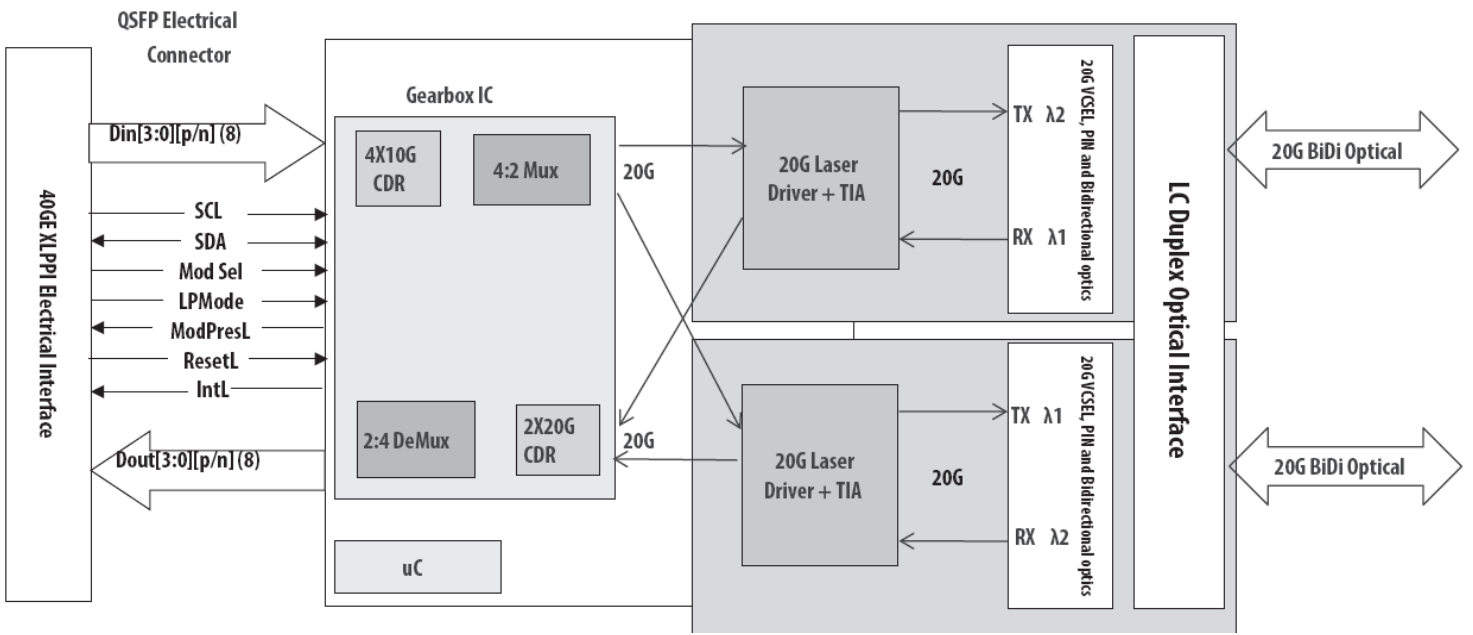 QSFP Electrical
Connector
40GE XLPPI Electrical Interface
Din[3:0][p/n] (8)
SCL
SDA
Mod Sel
LPMode
ModPresL
ResetL
IntL
Dout[3:0][p/n] (8)
Gearbox IC
4X10G
CDR
4:2 Mux
2:4 DeMux
2X20G
CDR
uC
20G
20G
20G Laser
Driver + TIA
20G
TX λ2
RX λ1
20G VCSEL, PIN and Bidirectional optics
20G Laser
Driver + TIA
20G
TX λ1
RX λ2
20G VCSEL, PIN and Bidirectional optics
LC Duplex Optical Interface
20G BiDi Optical
20G BiDi Optical